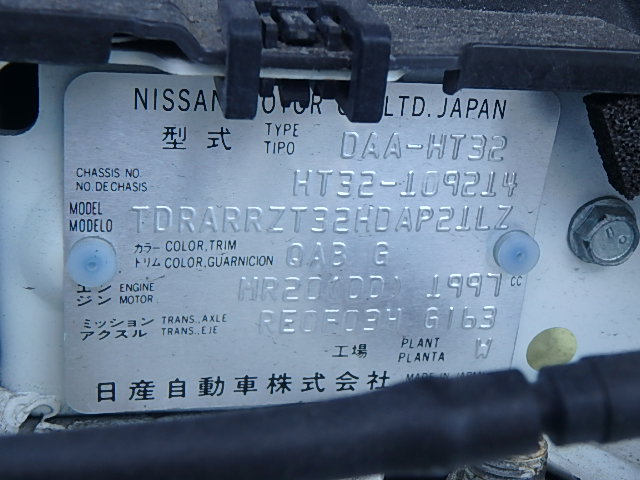 NISSAN MOTOR CO., LTD. JAPAN
型式 TYPE TIPO DAA-HT32
CHASSIS NO. NO. DE CHASIS HT32-109214
MODEL MODELO TDRARRZT32HDAP21LZ
カラー COLOR, TRIM トリム COLOR, GUARNICION QAB G
エンジン ENGINE MOTOR MR20(DD) 1997 CC
ミッション TRANS., AXLE アクスル TRANS., EJE RE0F094 G163
工場 PLANT PLANTA W
日産自動車株式会社 MADE IN JAPAN